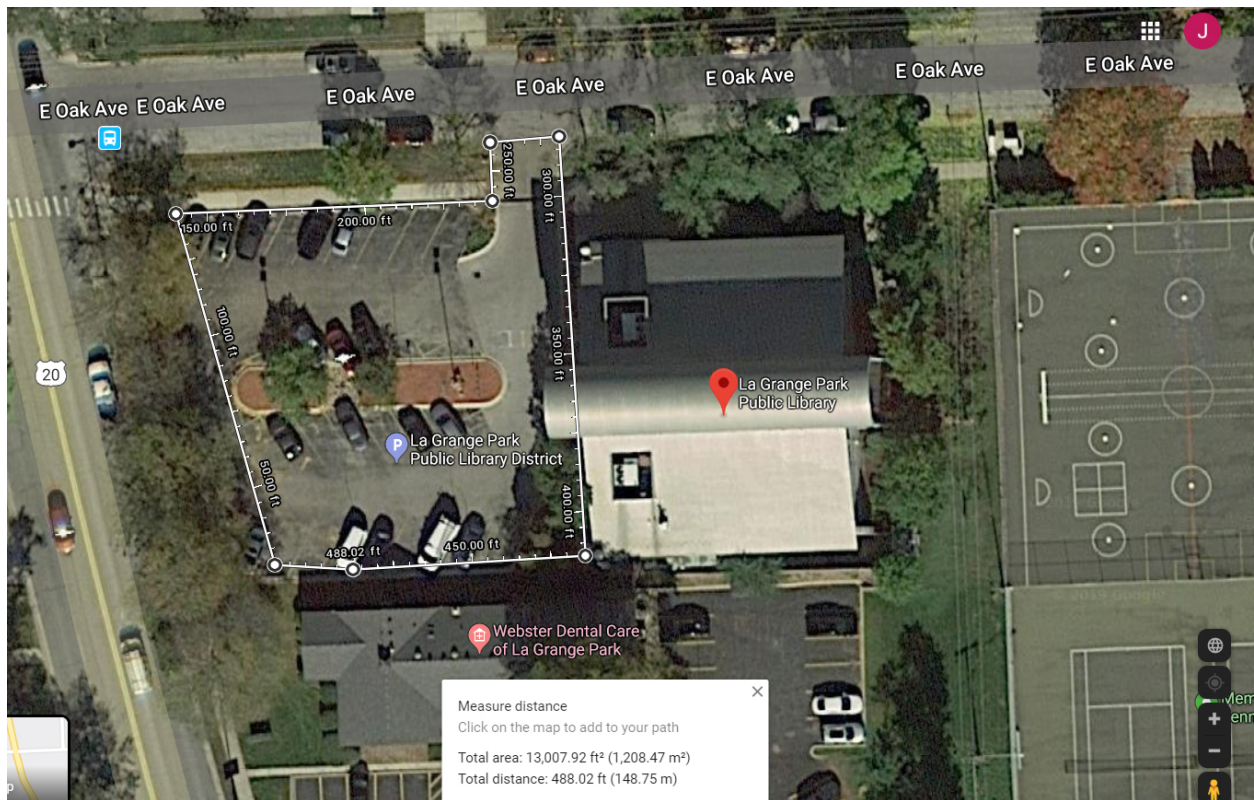 J
E Oak Ave
E Oak Ave
E Oak Ave
E Oak Ave
E Oak Ave
E Oak Ave
E Oak Ave
250.00 ft
300.00 ft
150.00 ft
200.00 ft
100.00 ft
350.00 ft
20
La Grange Park
Public Library
P
La Grange Park
Public Library District
50.00 ft
400.00 ft
488.02 ft
450.00 ft
Webster Dental Care
of La Grange Park
Measure distance
Click on the map to add to your path
Total area: 13,007.92 ft² (1,208.47 m²)
Total distance: 488.02 ft (148.75 m)